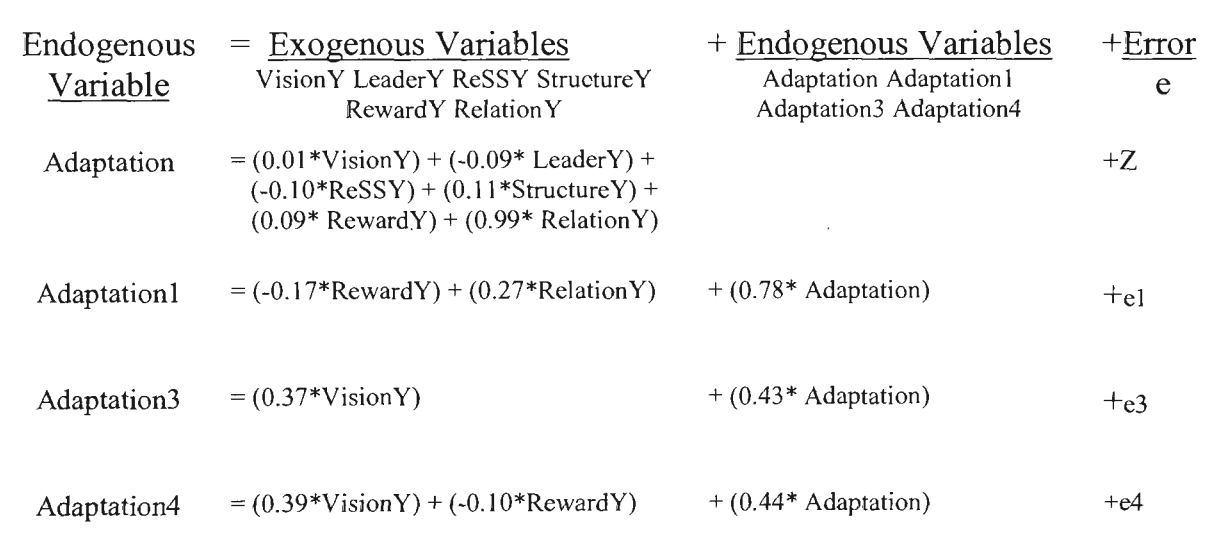 Endogenous = Exogenous Variables + Endogenous Variables +Error
Variable VisionY LeaderY ReSSY StructureY Adaptation Adaptation1 e
RewardY RelationY Adaptation3 Adaptation4
Adaptation = (0.01*VisionY) + (-0.09* LeaderY) + +Z
(-0.10*ReSSY) + (0.11*StructureY) +
(0.09* RewardY) + (0.99* RelationY)
Adaptation1 = (-0.17*RewardY) + (0.27*RelationY) + (0.78* Adaptation) +e1
Adaptation3 = (0.37*VisionY) + (0.43* Adaptation) +e3
Adaptation4 = (0.39*VisionY) + (-0.10*RewardY) + (0.44* Adaptation) +e4